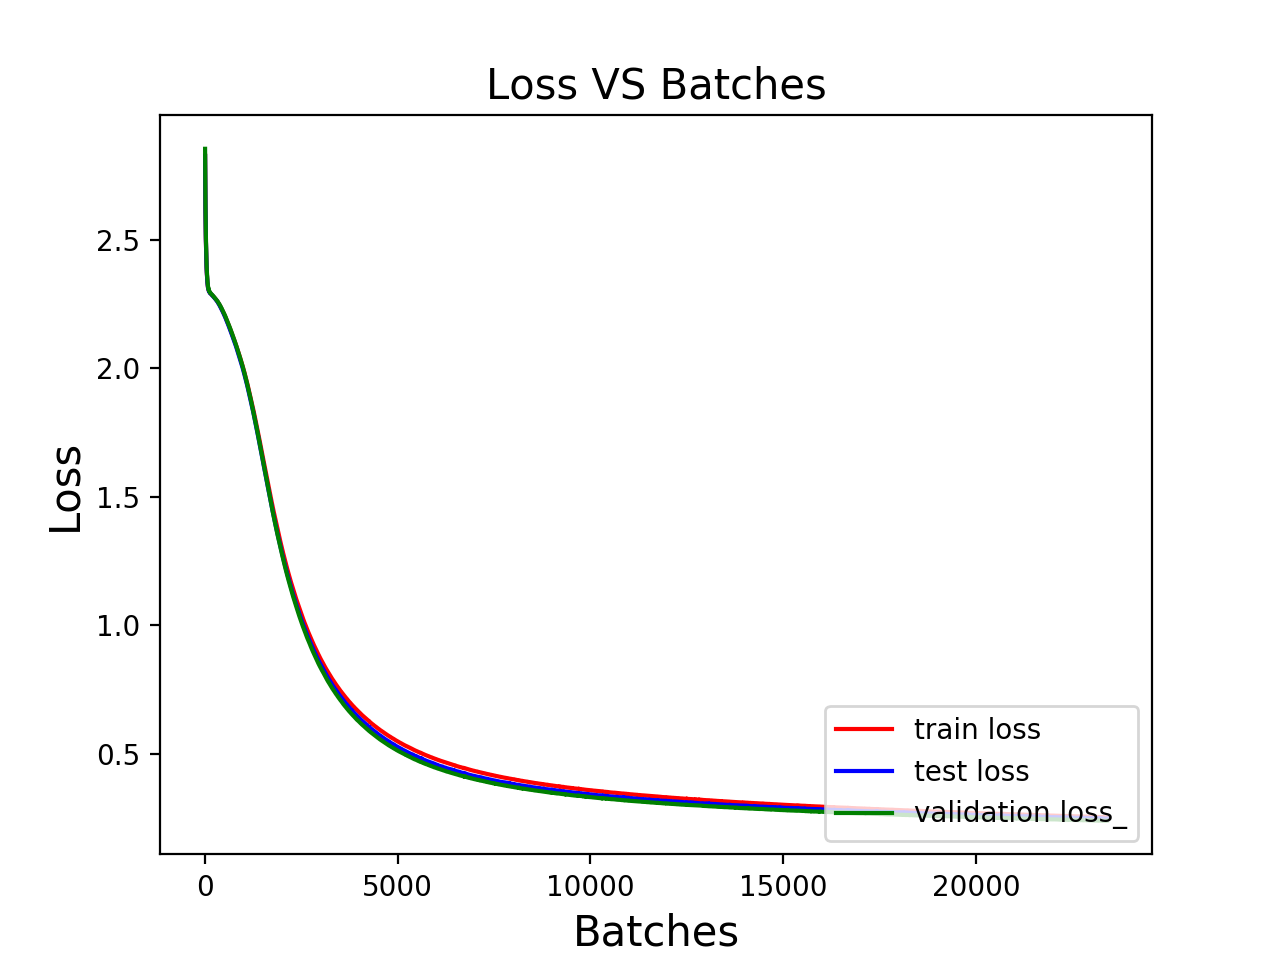 Loss VS Batches
Loss
2.5
2.0
1.5
1.0
0.5
train loss
test loss
validation loss_
0 5000 10000 15000 20000
Batches